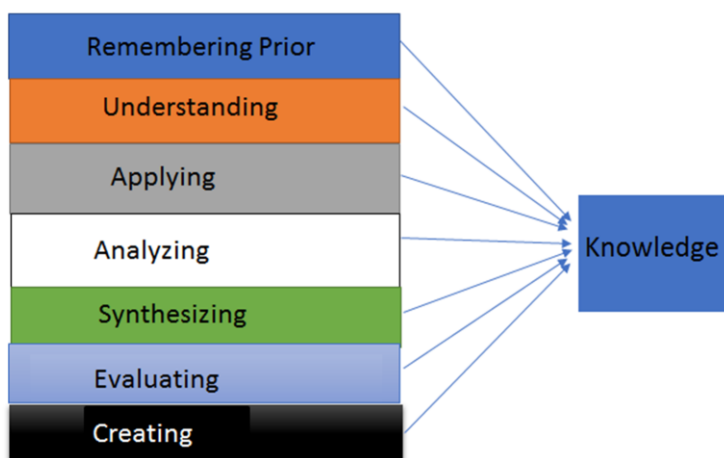 Remembering Prior
Understanding
Applying
Analyzing
Synthesizing
Evaluating
Creating
Knowledge